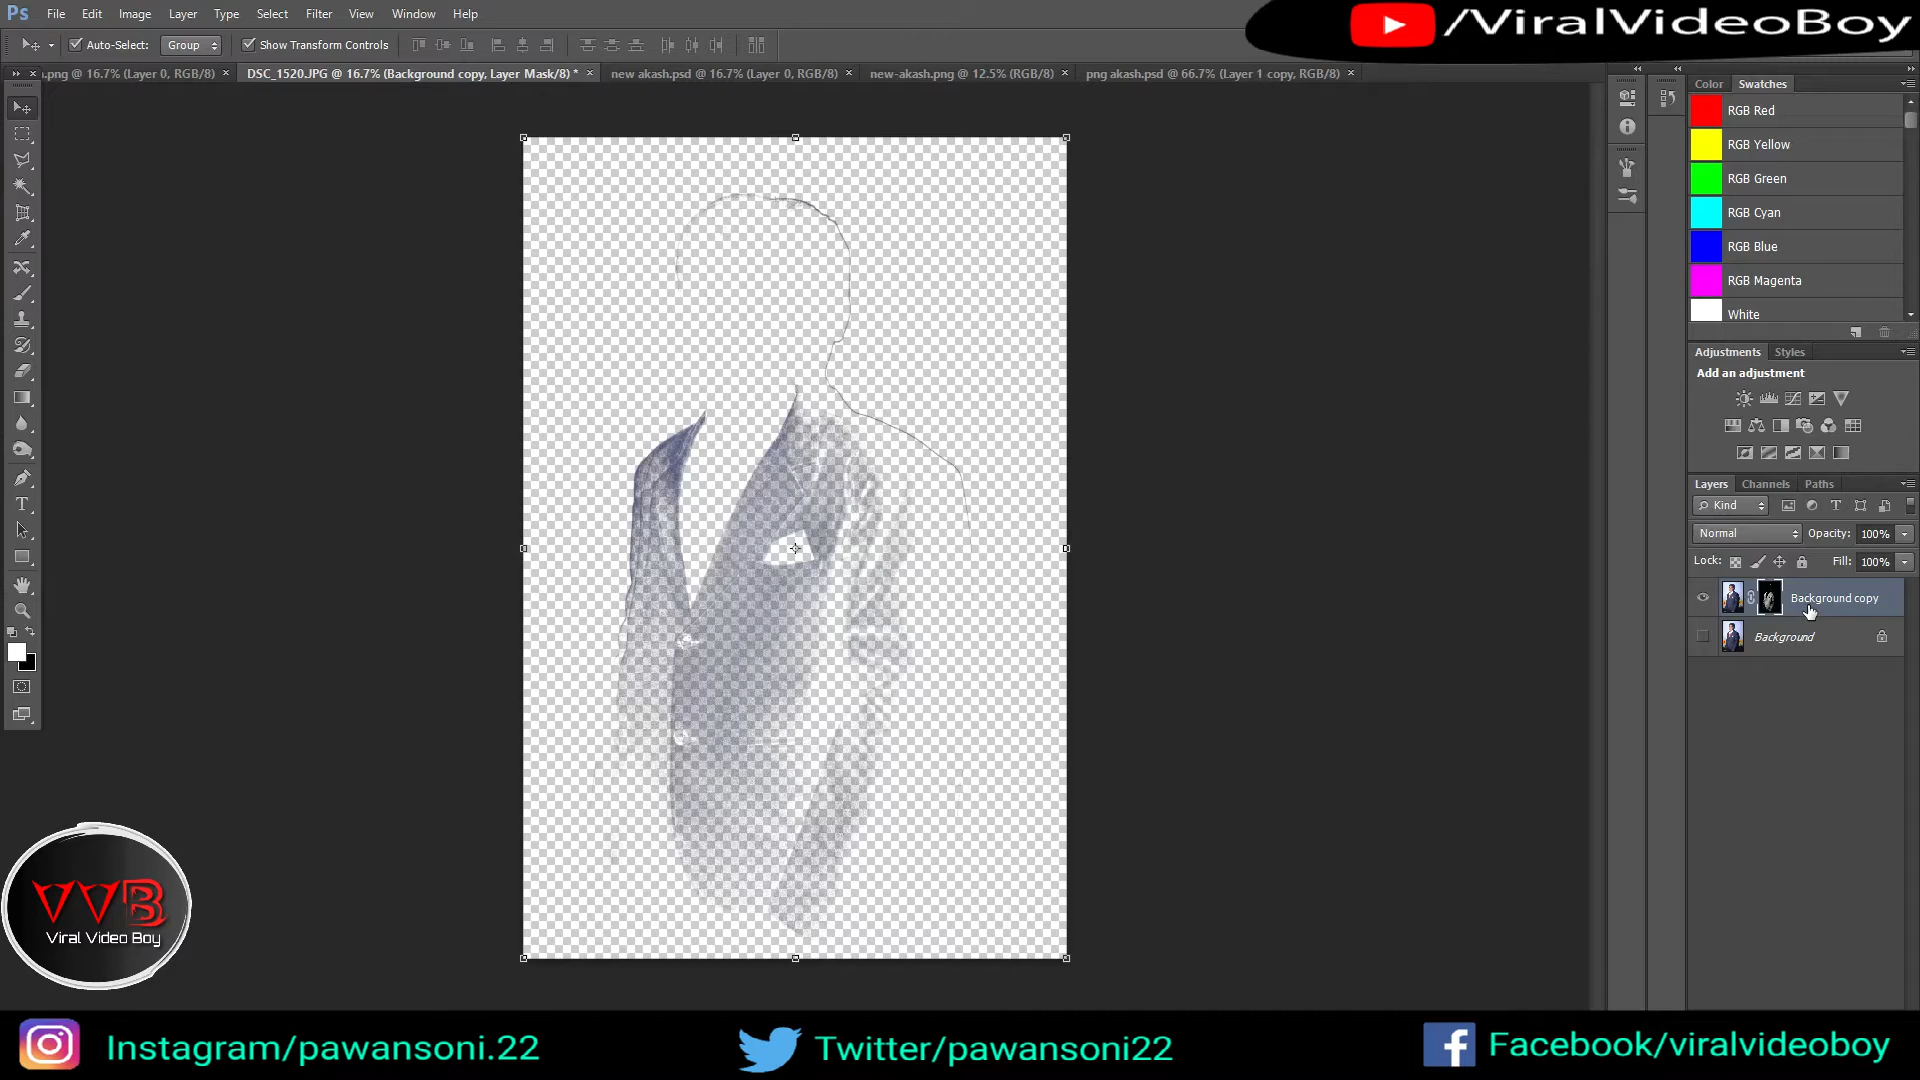 Ps File Edit Image Layer Type Select Filter View Window Help
/ViralVideoBoy
Auto-Select: Group Show Transform Controls
.png @ 16.7% (Layer 0, RGB/8) × DSC_1520.JPG @ 16.7% (Background copy, Layer Mask/8) * × new akash.psd @ 16.7% (Layer 0, RGB/8) × new-akash.png @ 12.5% (RGB/8) × png akash.psd @ 66.7% (Layer 1 copy, RGB/8) ×
Color Swatches
RGB Red
RGB Yellow
RGB Green
RGB Cyan
RGB Blue
RGB Magenta
White
Adjustments Styles
Add an adjustment
Layers Channels Paths
Kind
Normal Opacity: 100%
Lock: Fill: 100%
Background copy
Background
VVB
Viral Video Boy
Instagram/pawansoni.22
Twitter/pawansoni22
Facebook/viralvideoboy